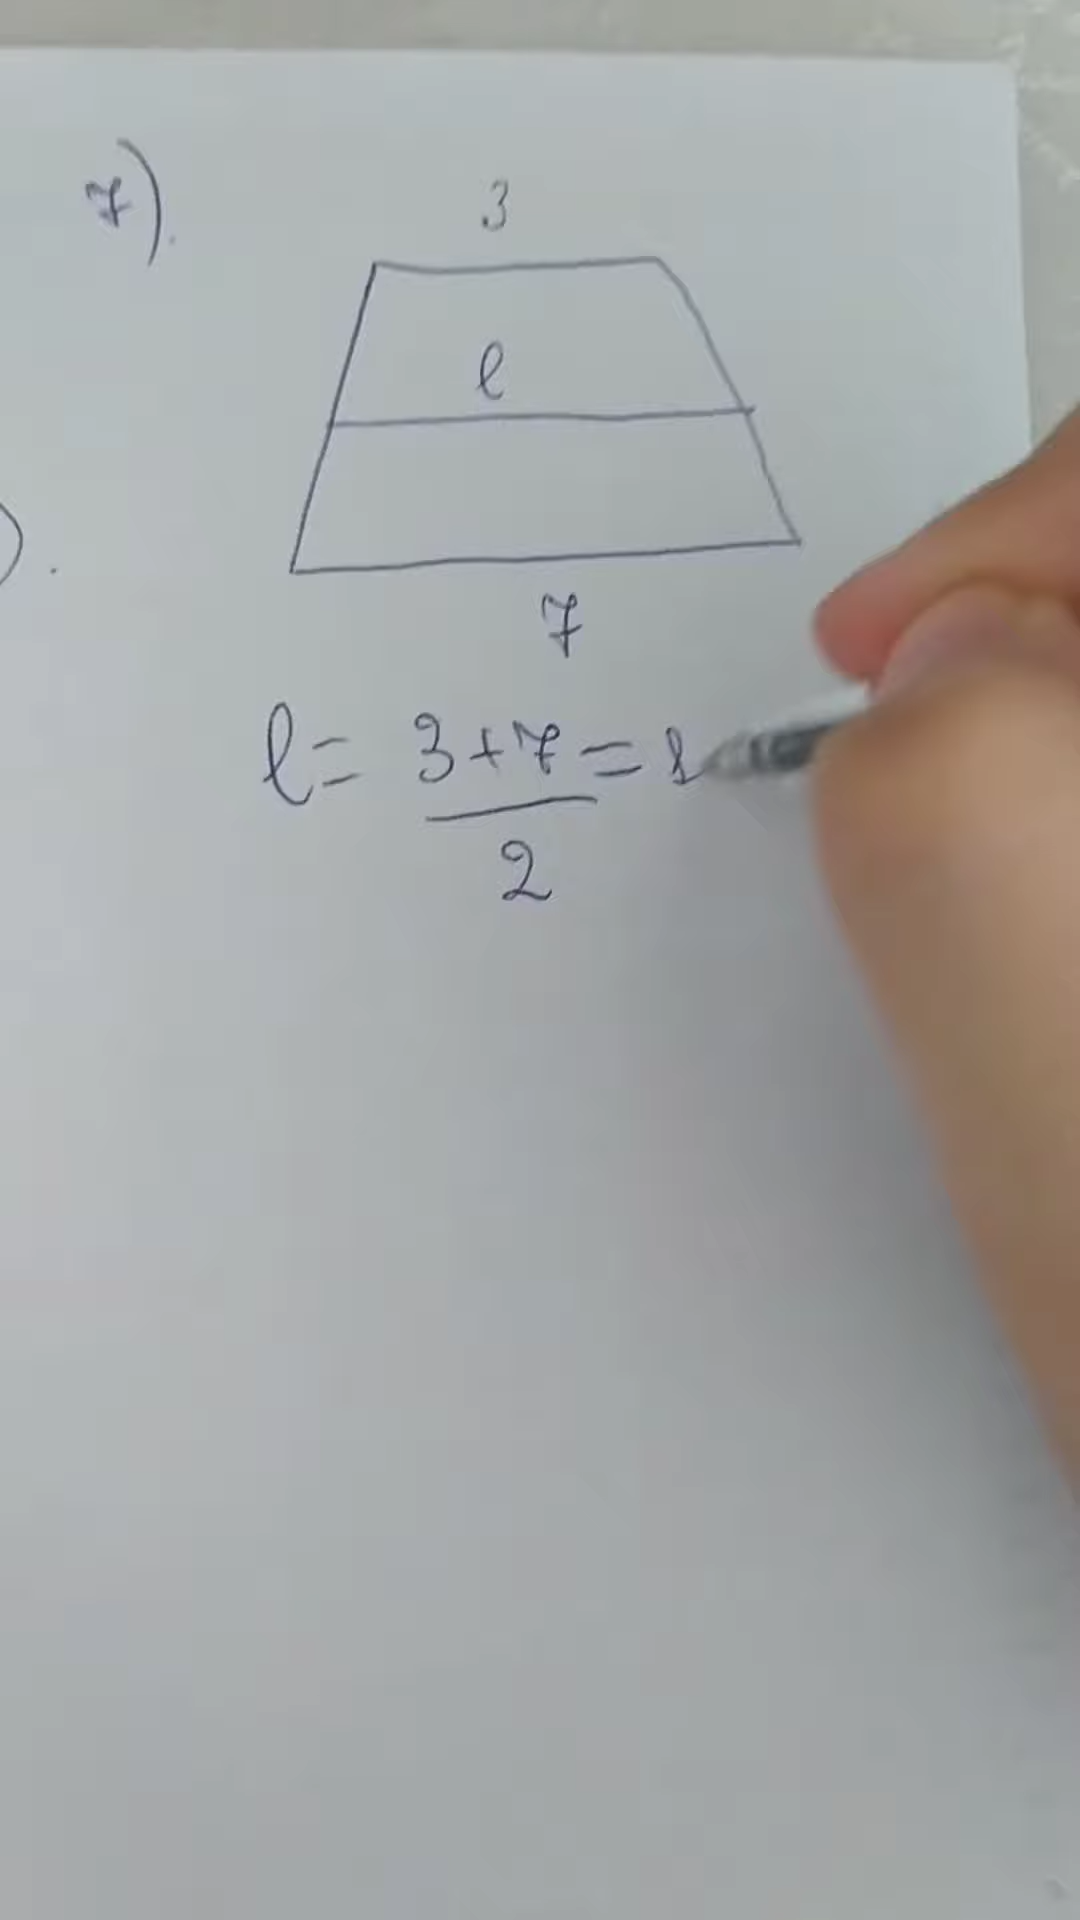 7).
3
ℓ
).
7
ℓ = 3+7 =
2